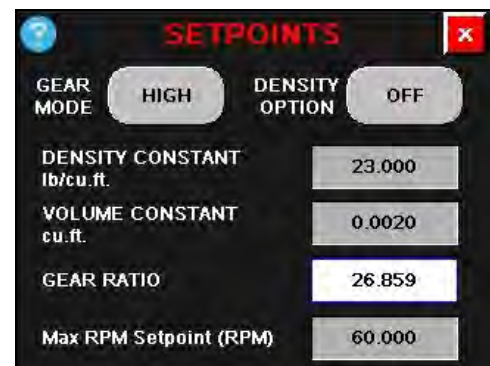 ? SETPOINTS x
GEAR MODE HIGH DENSITY OPTION OFF
DENSITY CONSTANT 23.000
lb/cu.ft.
VOLUME CONSTANT 0.0020
cu.ft.
GEAR RATIO 26.859
Max RPM Setpoint (RPM) 60.000